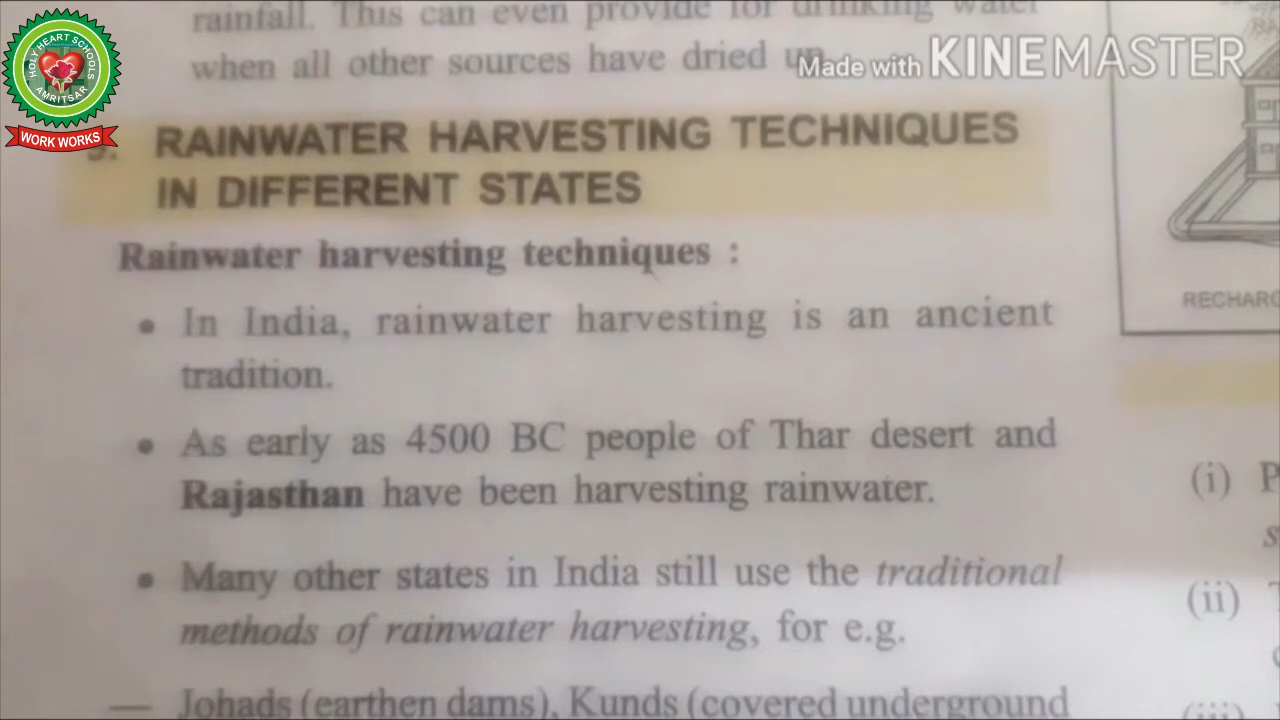 rainfall. This can even provide for drinking water
when all other sources have dried up
Made with KINEMASTER
HOLY HEART SCHOOLS
AMRITSAR
WORK WORKS
RAINWATER HARVESTING TECHNIQUES
IN DIFFERENT STATES
Rainwater harvesting techniques :
• In India, rainwater harvesting is an ancient
tradition.
• As early as 4500 BC people of Thar desert and
Rajasthan have been harvesting rainwater.
• Many other states in India still use the traditional
methods of rainwater harvesting, for e.g.
— Johads (earthen dams), Kunds (covered underground
RECHARG
(i) P
s
(ii)
(iii)